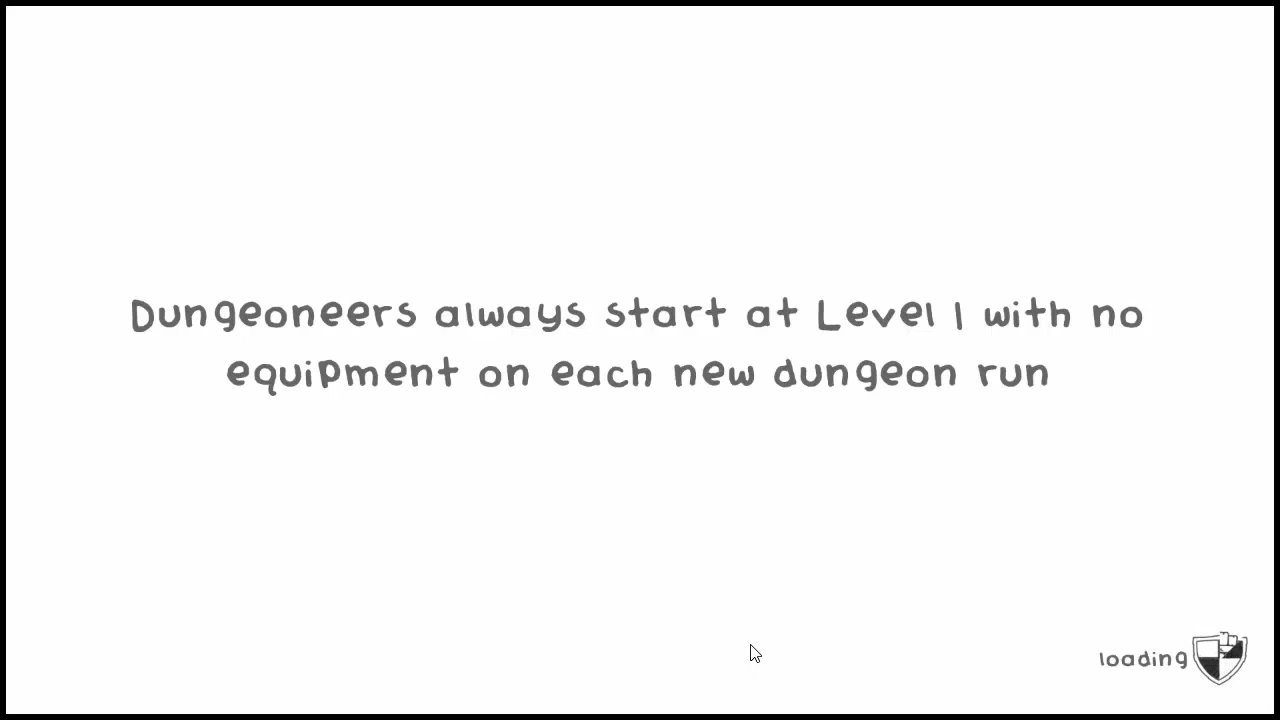 Dungeoneers always start at Level 1 with no
equipment on each new dungeon run
loading